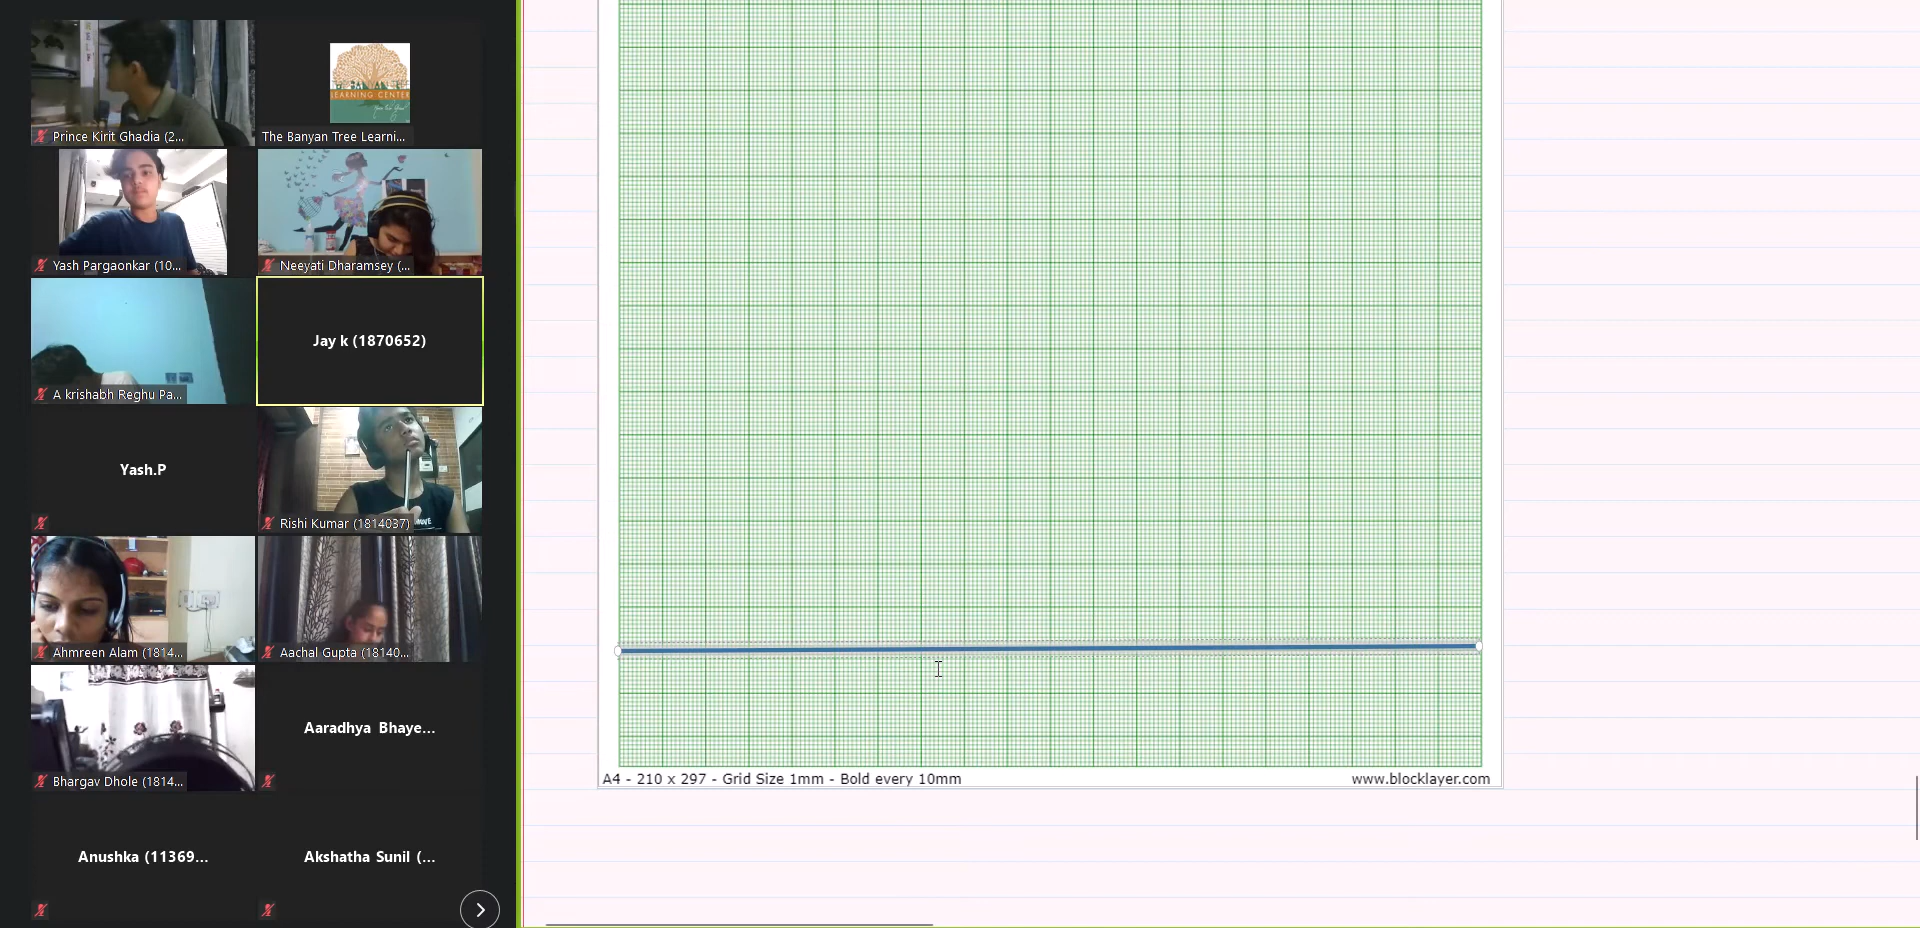 Prince Kirit Ghadia (2...
LEARNING CENTER
The Banyan Tree Learni...
Yash Pargaonkar (10...
Neeyati Dharamsey (...
A krishabh Reghu Pa...
Jay k (1870652)
Yash.P
Rishi Kumar (1814037)
Ahmreen Alam (1814...
Aachal Gupta (18140...
Bhargav Dhole (1814...
Aaradhya Bhaye...
Anushka (11369...
Akshatha Sunil (...
A4 - 210 x 297 - Grid Size 1mm - Bold every 10mm
www.blocklayer.com